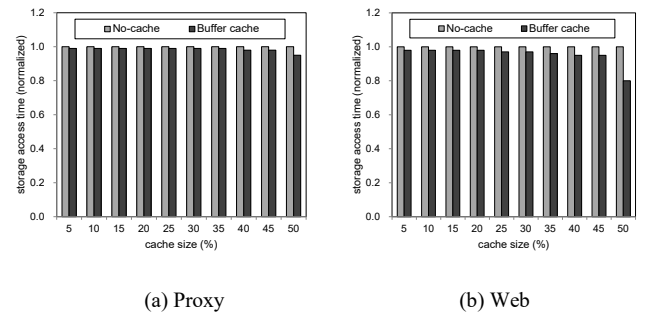 No-cache Buffer cache
1.2
1.0
0.8
0.6
0.4
0.2
0.0
storage access time (normalized)
5 10 15 20 25 30 35 40 45 50
cache size (%)
(a) Proxy
No-cache Buffer cache
1.2
1.0
0.8
0.6
0.4
0.2
0.0
storage access time (normalized)
5 10 15 20 25 30 35 40 45 50
cache size (%)
(b) Web